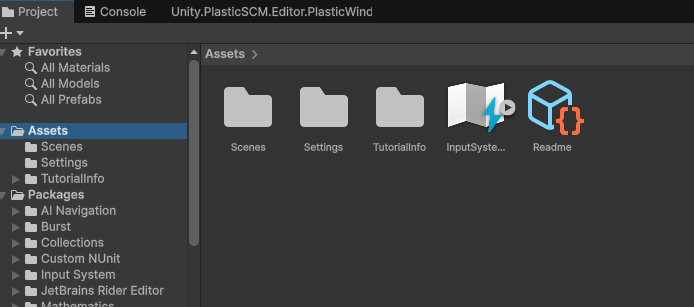 Project
Console
Unity.PlasticSCM.Editor.PlasticWind
Favorites
All Materials
All Models
All Prefabs
Assets
Scenes
Settings
TutorialInfo
Packages
AI Navigation
Burst
Collections
Custom NUnit
Input System
JetBrains Rider Editor
Mathematics
Assets >
Scenes
Settings
TutorialInfo
InputSyste...
Readme